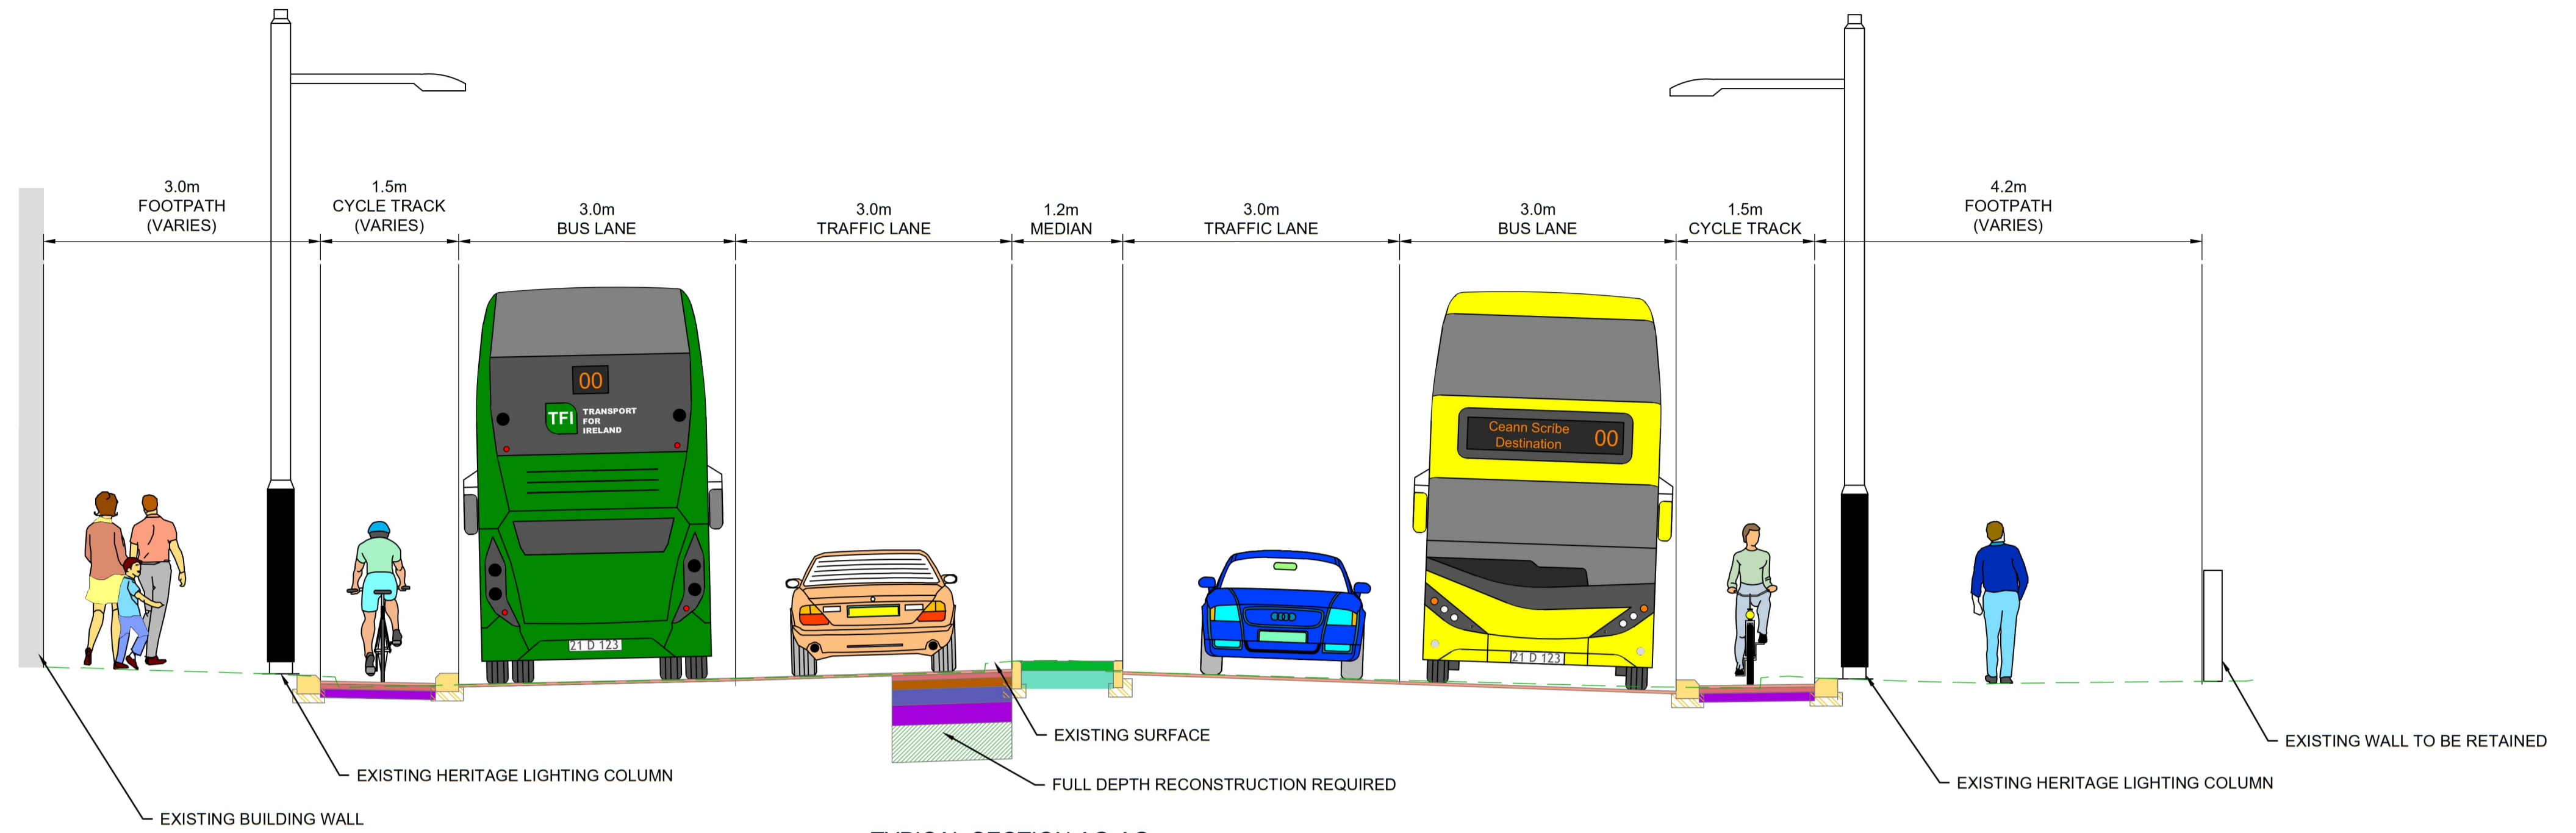 3.0m
FOOTPATH
(VARIES)
1.5m
CYCLE TRACK
(VARIES)
3.0m
BUS LANE
3.0m
TRAFFIC LANE
1.2m
MEDIAN
3.0m
TRAFFIC LANE
3.0m
BUS LANE
1.5m
CYCLE TRACK
4.2m
FOOTPATH
(VARIES)
00
TFI
TRANSPORT
FOR
IRELAND
21 D 123
Ceann Scríbe
Destination
00
21 D 123
EXISTING SURFACE
EXISTING WALL TO BE RETAINED
EXISTING HERITAGE LIGHTING COLUMN
FULL DEPTH RECONSTRUCTION REQUIRED
EXISTING HERITAGE LIGHTING COLUMN
EXISTING BUILDING WALL
TYPICAL SECTION